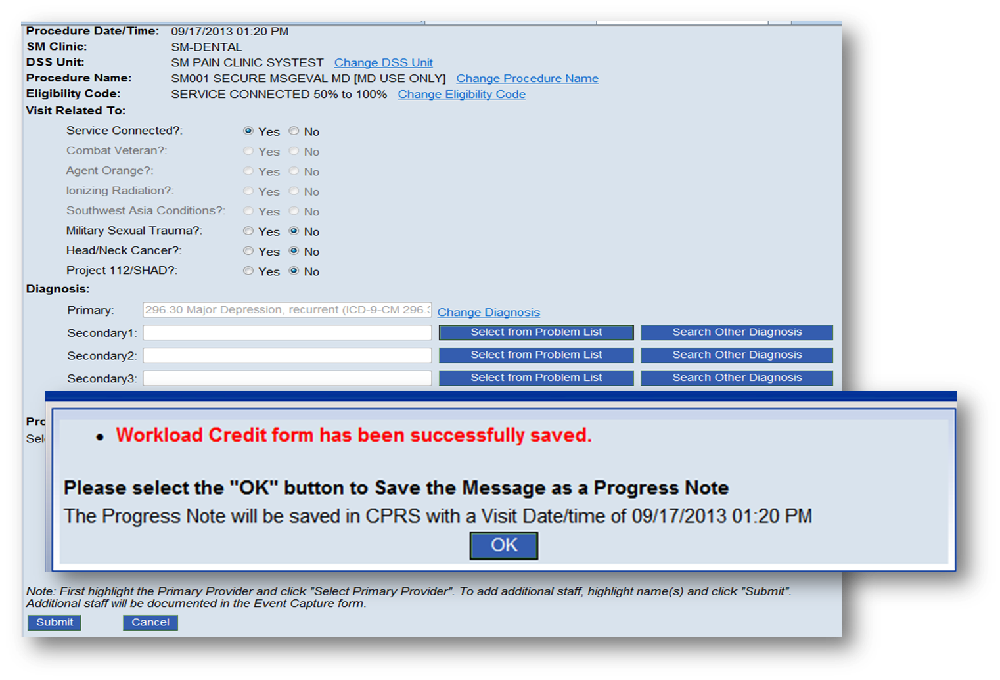 Procedure Date/Time: 09/17/2013 01:20 PM
SM Clinic: SM-DENTAL
DSS Unit: SM PAIN CLINIC SYSTEST Change DSS Unit
Procedure Name: SM001 SECURE MSGEVAL MD [MD USE ONLY] Change Procedure Name
Eligibility Code: SERVICE CONNECTED 50% to 100% Change Eligibility Code
Visit Related To:
Service Connected?: Yes No
Combat Veteran?: Yes No
Agent Orange?: Yes No
Ionizing Radiation?: Yes No
Southwest Asia Conditions?: Yes No
Military Sexual Trauma?: Yes No
Head/Neck Cancer?: Yes No
Project 112/SHAD?: Yes No
Diagnosis:
Primary: 296.30 Major Depression, recurrent (ICD-9-CM 296.3 Change Diagnosis
Secondary1: Select from Problem List Search Other Diagnosis
Secondary2: Select from Problem List Search Other Diagnosis
Secondary3: Select from Problem List Search Other Diagnosis
Pro
Sel
• Workload Credit form has been successfully saved.
Please select the "OK" button to Save the Message as a Progress Note
The Progress Note will be saved in CPRS with a Visit Date/time of 09/17/2013 01:20 PM
OK
Note: First highlight the Primary Provider and click "Select Primary Provider". To add additional staff, highlight name(s) and click "Submit".
Additional staff will be documented in the Event Capture form.
Submit Cancel